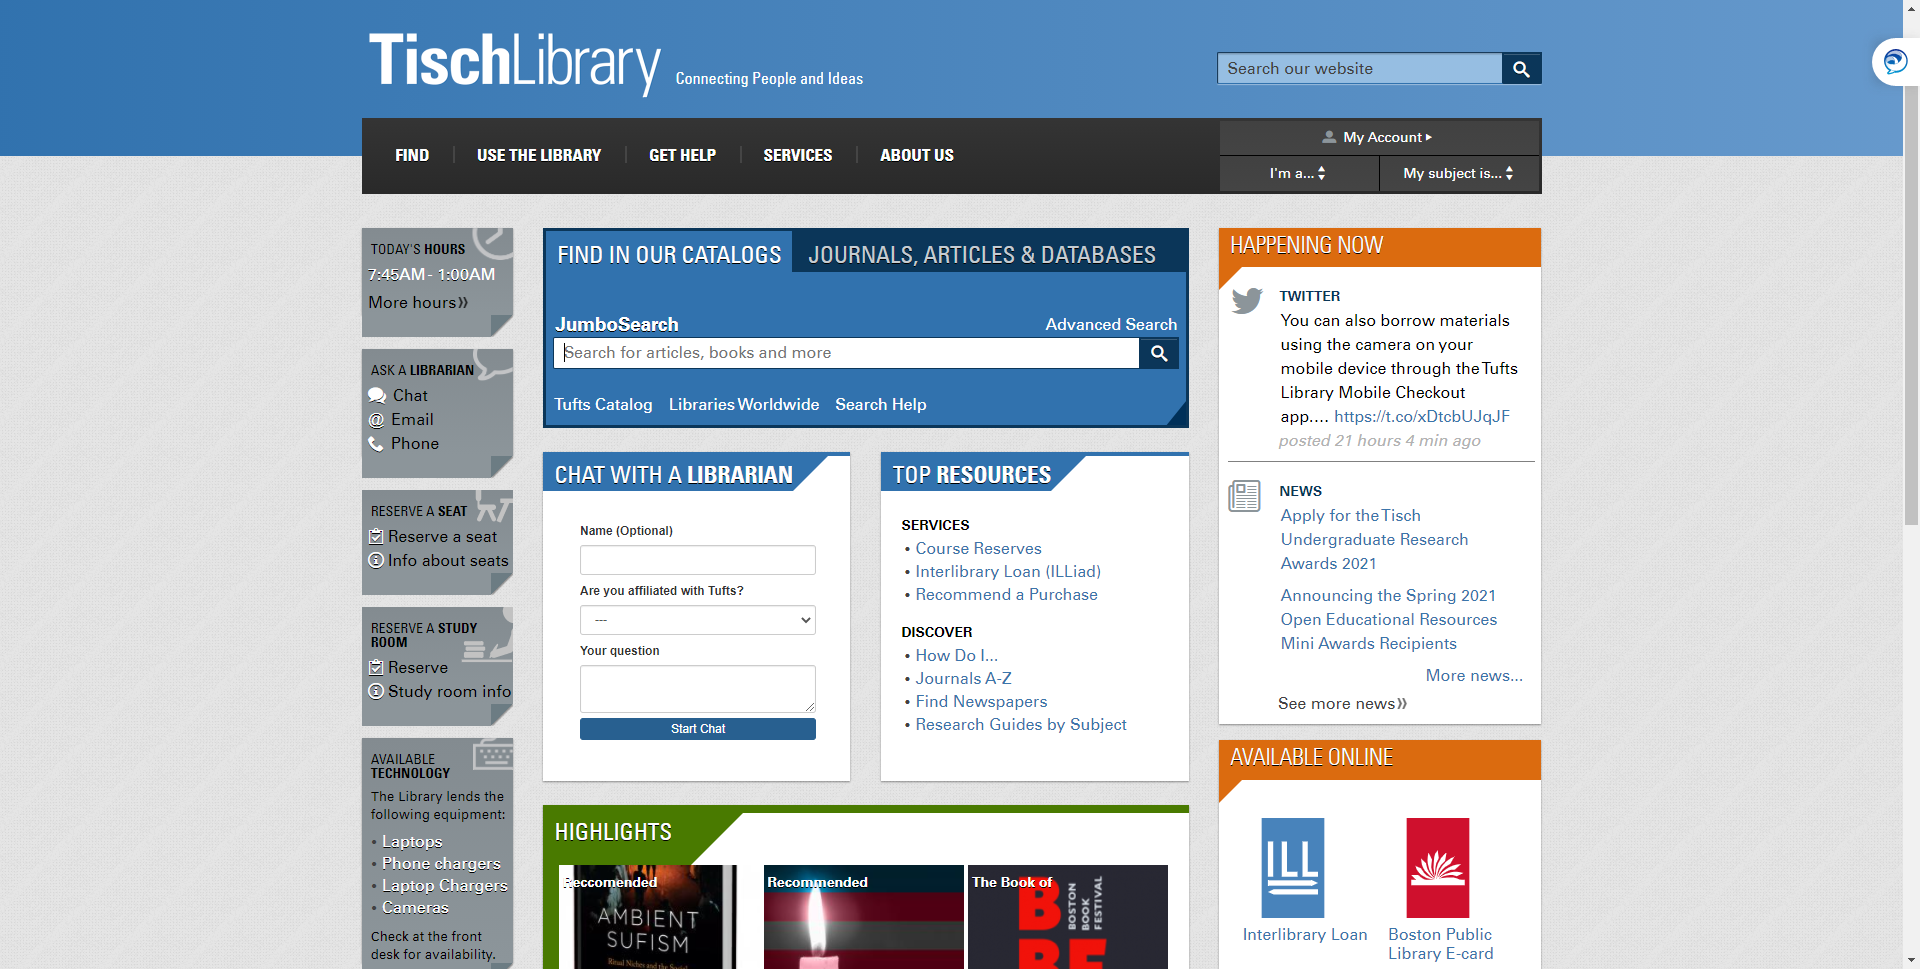 TischLibrary Connecting People and Ideas
Search our website
FIND
USE THE LIBRARY
GET HELP
SERVICES
ABOUT US
My Account
I'm a...
My subject is...
TODAY'S HOURS
7:45AM - 1:00AM
More hours»
ASK A LIBRARIAN
Chat
@ Email
Phone
RESERVE A SEAT
Reserve a seat
Info about seats
RESERVE A STUDY
ROOM
Reserve
Study room info
AVAILABLE
TECHNOLOGY
The Library lends the
following equipment:
• Laptops
• Phone chargers
• Laptop Chargers
• Cameras
Check at the front
desk for availability.
FIND IN OUR CATALOGS
JOURNALS, ARTICLES & DATABASES
JumboSearch
Advanced Search
Search for articles, books and more
Tufts Catalog
Libraries Worldwide
Search Help
CHAT WITH A LIBRARIAN
Name (Optional)
Are you affiliated with Tufts?
---
Your question
Start Chat
TOP RESOURCES
SERVICES
• Course Reserves
• Interlibrary Loan (ILLiad)
• Recommend a Purchase
DISCOVER
• How Do I...
• Journals A-Z
• Find Newspapers
• Research Guides by Subject
HIGHLIGHTS
Reccomended
AMBIENT
SUFISM
Ritual Niches and the Social
Recommended
The Book of
BOSTON
BOOK
FESTIVAL
HAPPENING NOW
TWITTER
You can also borrow materials
using the camera on your
mobile device through the Tufts
Library Mobile Checkout
app.... https://t.co/xDtcbUJqJF
posted 21 hours 4 min ago
NEWS
Apply for the Tisch
Undergraduate Research
Awards 2021
Announcing the Spring 2021
Open Educational Resources
Mini Awards Recipients
More news...
See more news»
AVAILABLE ONLINE
ILL
Interlibrary Loan
Boston Public
Library E-card